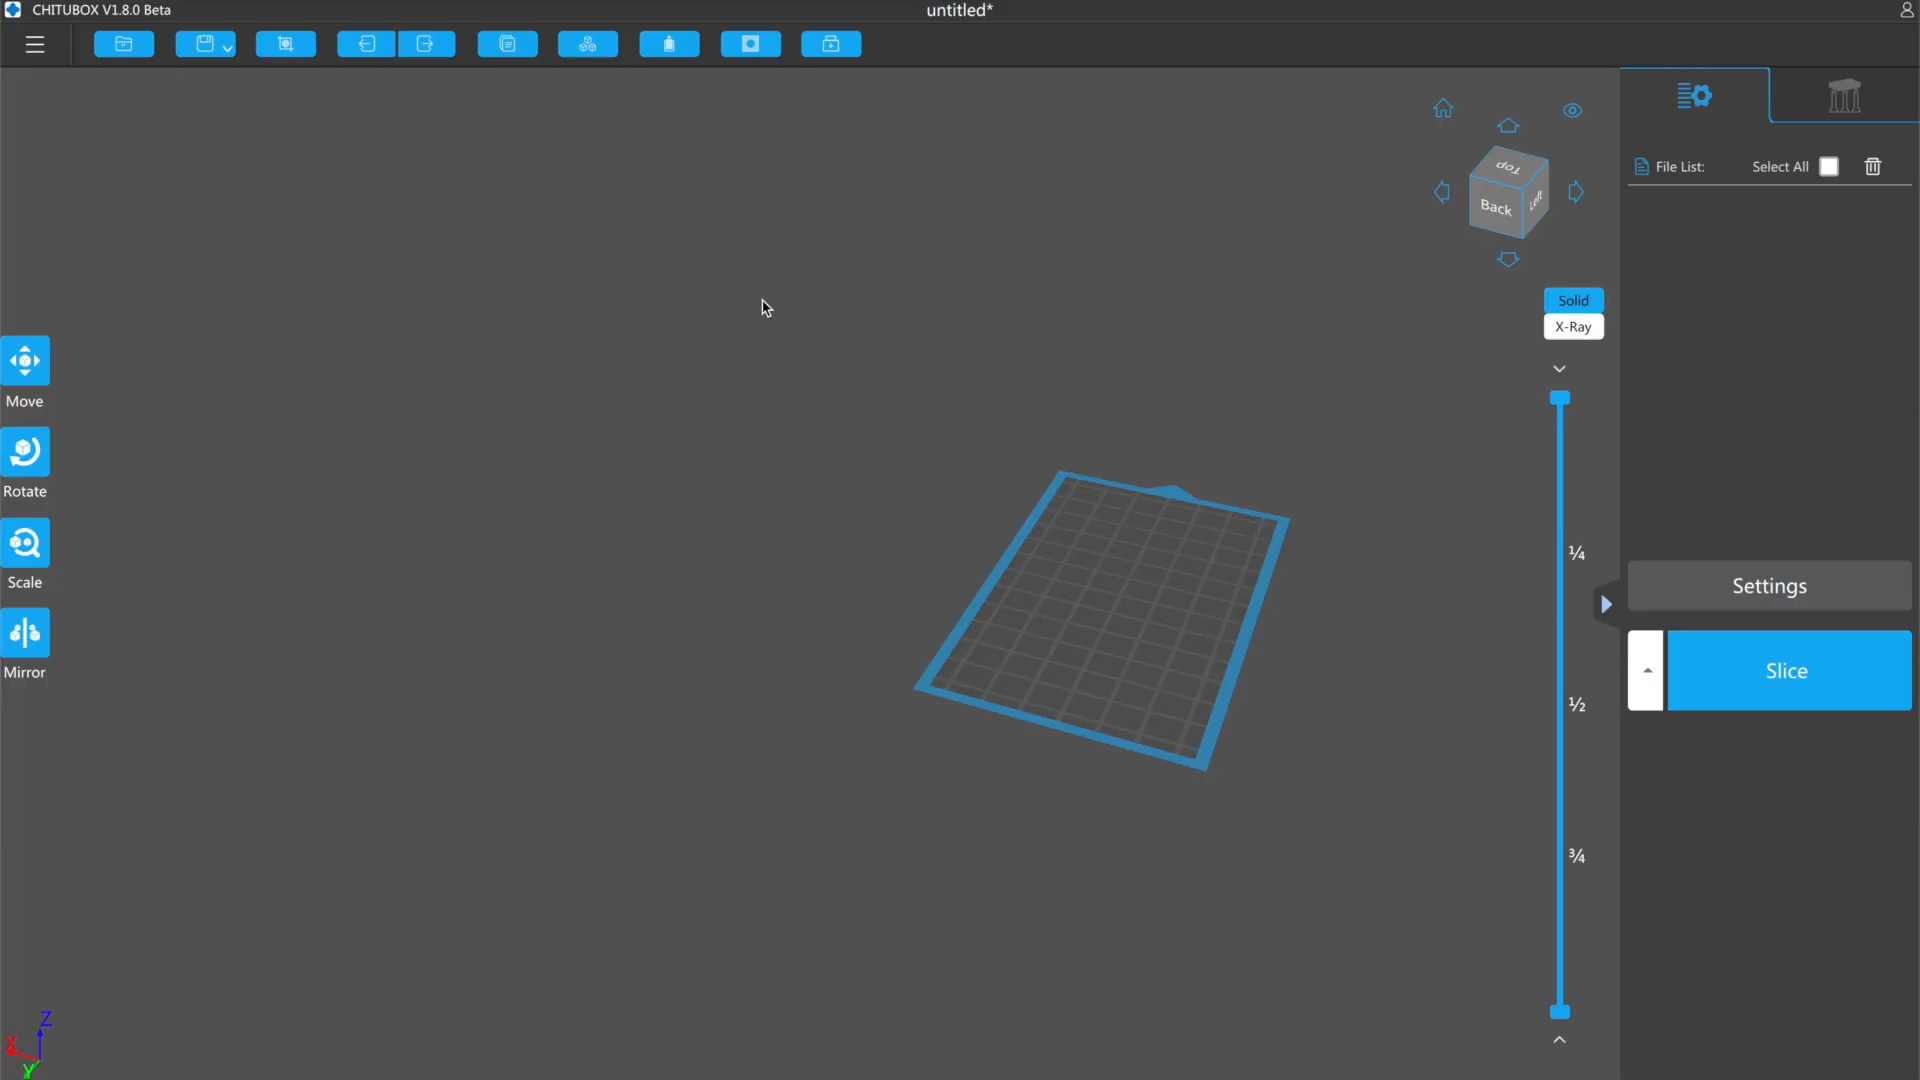 CHITUBOX V1.8.0 Beta
untitled*
File List:
Select All
Top
Back
Left
Solid
X-Ray
Move
Rotate
Scale
Mirror
¼
½
¾
Settings
Slice
Z
X
Y